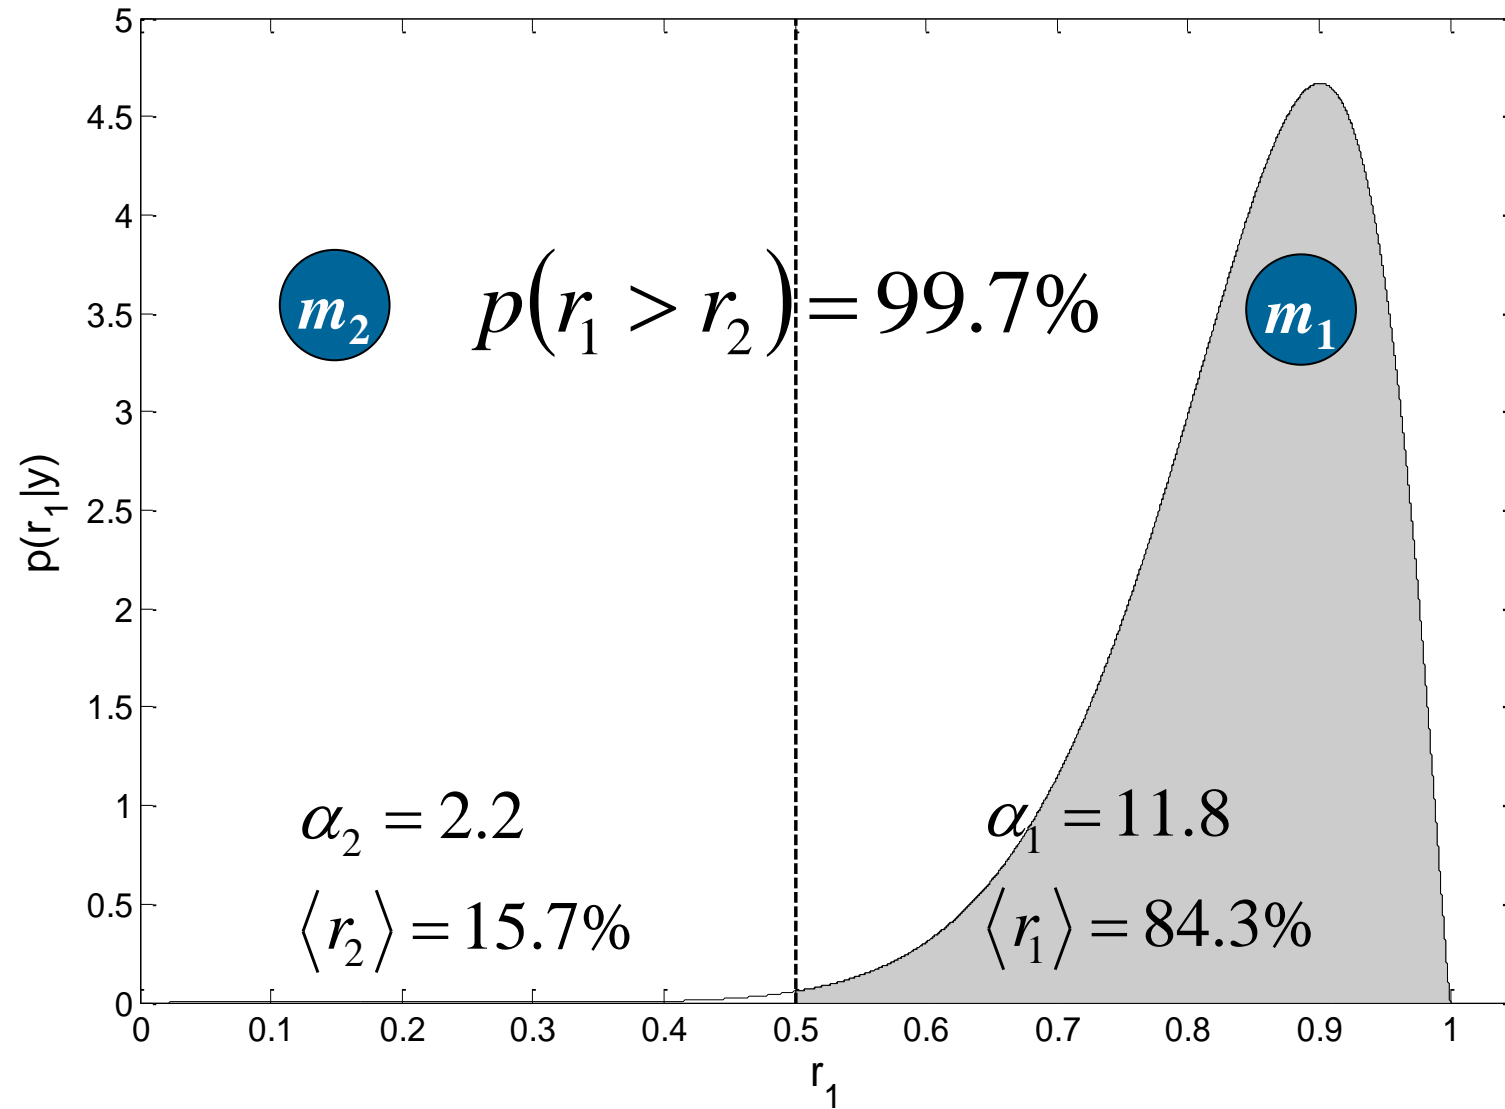 5
4.5
4
3.5
3
2.5
2
1.5
1
0.5
0
p(r₁|y)
m₂
p(r₁ > r₂) = 99.7%
m₁
α₂ = 2.2
α₁ = 11.8
⟨r₂⟩ = 15.7%
⟨r₁⟩ = 84.3%
0 0.1 0.2 0.3 0.4 0.5 0.6 0.7 0.8 0.9 1
r₁